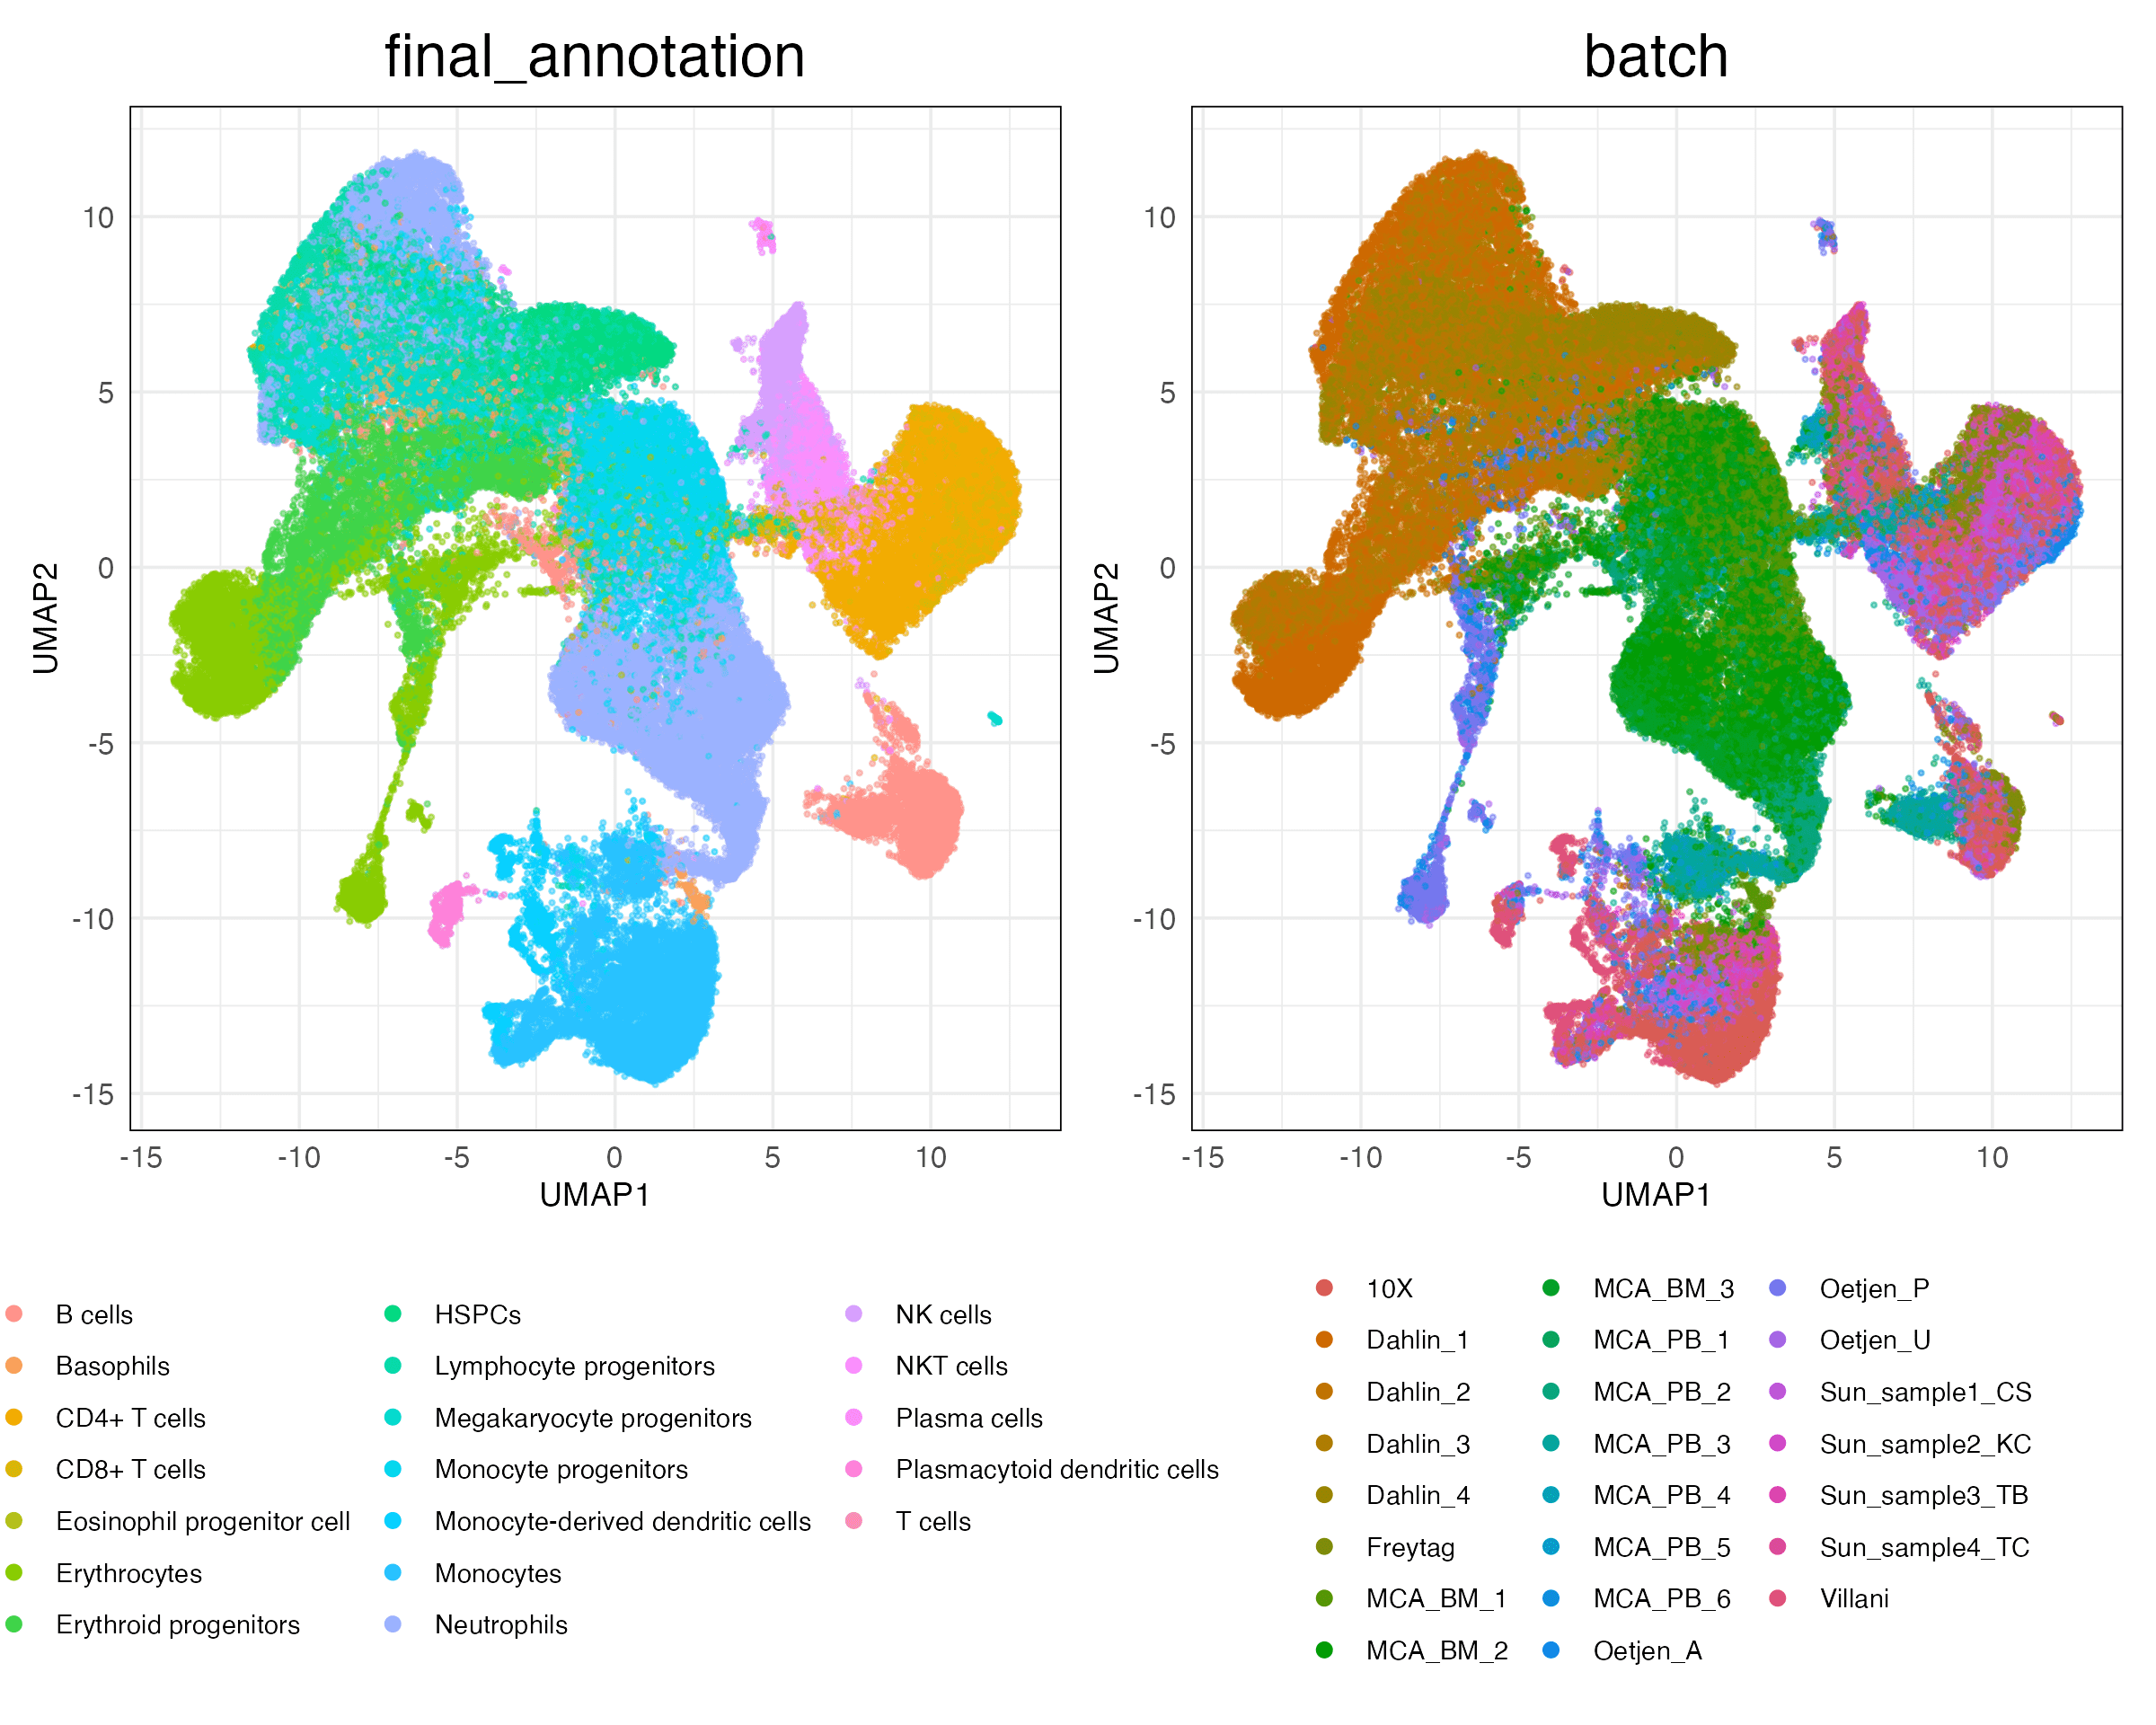 final_annotation
batch
10
5
0
-5
-10
-15
UMAP2
-15
-10
-5
0
5
10
UMAP1
10
5
0
-5
-10
-15
UMAP2
-15
-10
-5
0
5
10
UMAP1
B cells
Basophils
CD4+ T cells
CD8+ T cells
Eosinophil progenitor cell
Erythrocytes
Erythroid progenitors
HSPCs
Lymphocyte progenitors
Megakaryocyte progenitors
Monocyte progenitors
Monocyte-derived dendritic cells
Monocytes
Neutrophils
NK cells
NKT cells
Plasma cells
Plasmacytoid dendritic cells
T cells
10X
Dahlin_1
Dahlin_2
Dahlin_3
Dahlin_4
Freytag
MCA_BM_1
MCA_BM_2
MCA_BM_3
MCA_PB_1
MCA_PB_2
MCA_PB_3
MCA_PB_4
MCA_PB_5
MCA_PB_6
Oetjen_A
Oetjen_P
Oetjen_U
Sun_sample1_CS
Sun_sample2_KC
Sun_sample3_TB
Sun_sample4_TC
Villani